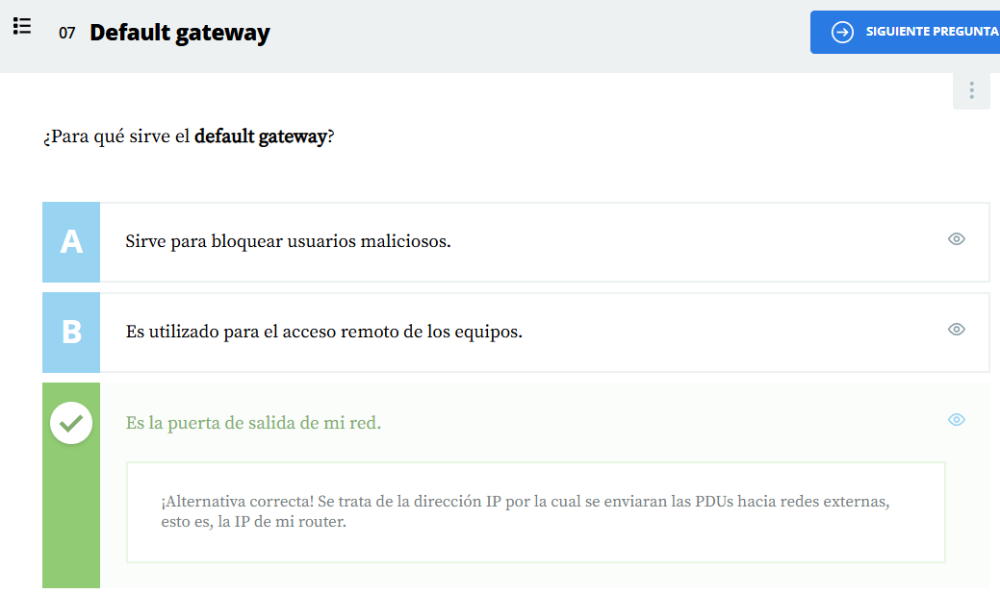 07 Default gateway
SIGUIENTE PREGUNTA
¿Para qué sirve el default gateway?
A
Sirve para bloquear usuarios maliciosos.
B
Es utilizado para el acceso remoto de los equipos.
Es la puerta de salida de mi red.
¡Alternativa correcta! Se trata de la dirección IP por la cual se enviaran las PDUs hacia redes externas,
esto es, la IP de mi router.